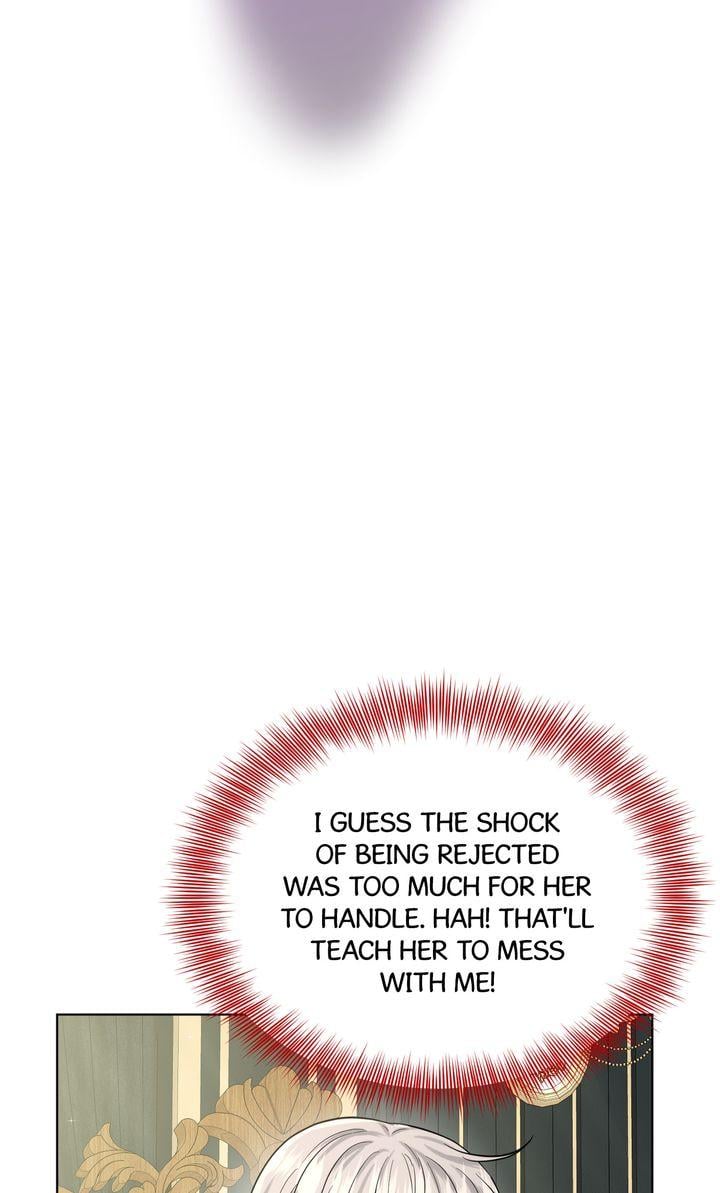 I GUESS THE SHOCK
OF BEING REJECTED
WAS TOO MUCH FOR HER
TO HANDLE. HAH! THAT'LL
TEACH HER TO MESS
WITH ME!